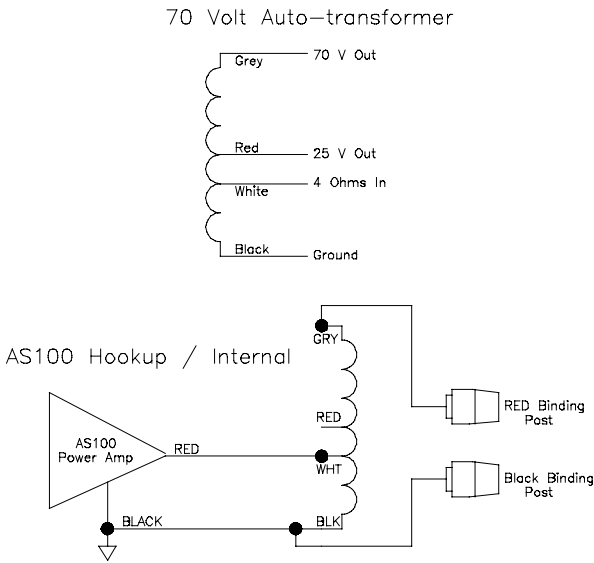 70 Volt Auto-transformer
Grey
70 V Out
Red
25 V Out
White
4 Ohms In
Black
Ground
AS100 Hookup / Internal
GRY
RED
RED Binding
Post
AS100
Power Amp
RED
WHT
Black Binding
Post
BLACK
BLK